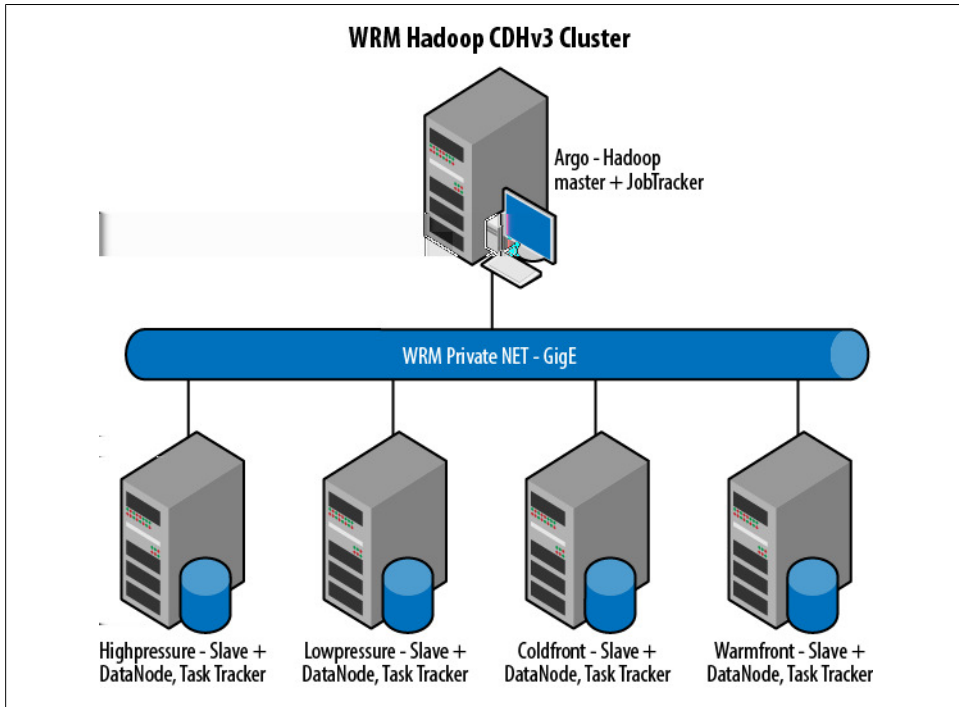 WRM Hadoop CDHv3 Cluster
Argo - Hadoop
master + JobTracker
WRM Private NET - GigE
Highpressure - Slave +
DataNode, Task Tracker
Lowpressure - Slave +
DataNode, Task Tracker
Coldfront - Slave +
DataNode, Task Tracker
Warmfront - Slave +
DataNode, Task Tracker